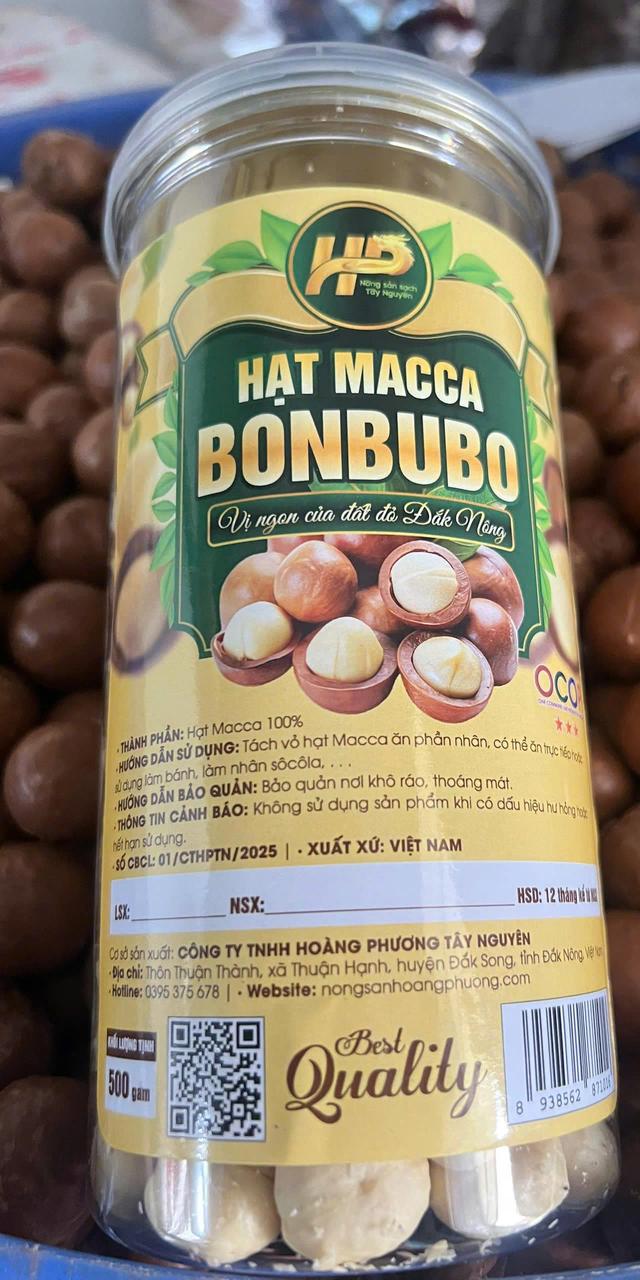 HP
Nông sản sạch
Tây Nguyên
HẠT MACCA
BONBUBO
Vị ngon của đất đỏ Đắk Nông
OCO
★★★
• THÀNH PHẦN: Hạt Macca 100%
• HƯỚNG DẪN SỬ DỤNG: Tách vỏ hạt Macca ăn phần nhân, có thể ăn trực tiếp hoặc
sử dụng làm bánh, làm nhân sôcôla, . . .
• HƯỚNG DẪN BẢO QUẢN: Bảo quản nơi khô ráo, thoáng mát.
• THÔNG TIN CẢNH BÁO: Không sử dụng sản phẩm khi có dấu hiệu hư hỏng hoặc
hết hạn sử dụng.
• SỐ CBCL: 01/CTHPTN/2025 | • XUẤT XỨ: VIỆT NAM
LSX: NSX: HSD: 12 tháng kể từ NSX
Cơ sở sản xuất: CÔNG TY TNHH HOÀNG PHƯƠNG TÂY NGUYÊN
• Địa chỉ: Thôn Thuận Thành, xã Thuận Hạnh, huyện Đắk Song, tỉnh Đắk Nông, Việt Nam
• Hotline: 0395 375 678 | • Website: nongsanhoangphuong.com
KHỐI LƯỢNG TỊNH
500 gam
Best
Quality
8 938562 871016